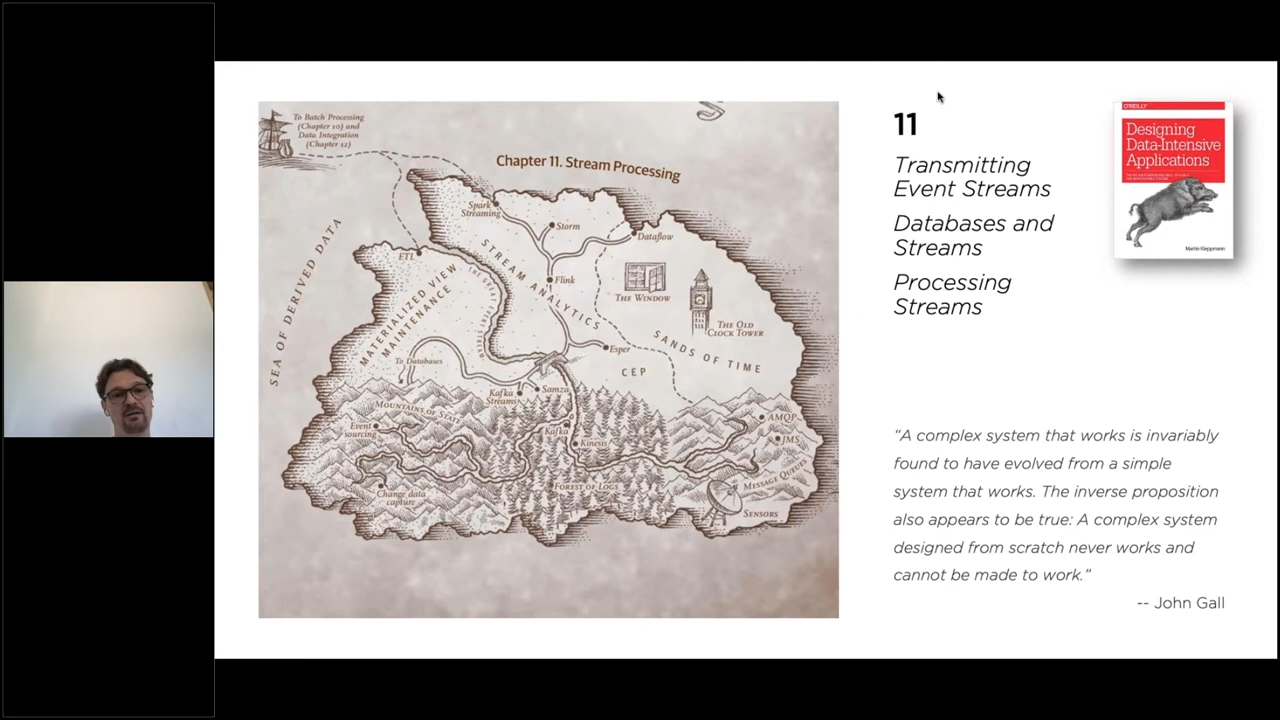 To Batch Processing
(Chapter 10) and
Data Integration
(Chapter 12)
Chapter 11. Stream Processing
SEA OF DERIVED DATA
Spark
Streaming
Storm
Dataflow
ETL
Flink
STREAM ANALYTICS
MATERIALIZED VIEW
MAINTENANCE
THE WINDOW
THE OLD
CLOCK TOWER
SANDS OF TIME
Esper
CEP
To Databases
Kafka
Streams
Samza
MOUNTAINS OF STATE
Event
sourcing
Kafka
Kinesis
AMQP
JMS
MESSAGE QUEUES
Change data
capture
FOREST OF LOGS
SENSORS
11
Transmitting
Event Streams
Databases and
Streams
Processing
Streams
O'REILLY
Designing
Data-Intensive
Applications
Martin Kleppmann
“A complex system that works is invariably
found to have evolved from a simple
system that works. The inverse proposition
also appears to be true: A complex system
designed from scratch never works and
cannot be made to work.”
-- John Gall